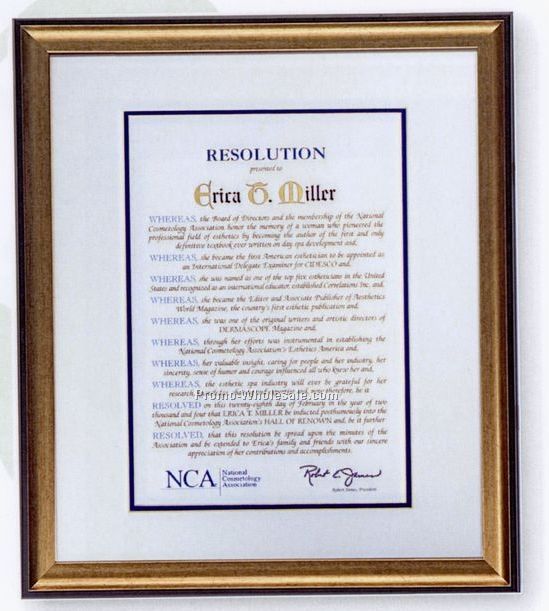 RESOLUTION
presented to
Erica T. Miller
WHEREAS, the Board of Directors and the membership of the National
Cosmetology Association honor the memory of a woman who pioneered the
professional field of esthetics by becoming the author of the first and only
definitive textbook ever written on day spa development and,
WHEREAS, she became the first American esthetician to be appointed as
an International Delegate Examiner for CIDESCO and,
WHEREAS, she was named as one of the top five estheticians in the United
States and recognized as an international educator, established Correlations Inc. and,
WHEREAS, she became the Editor and Associate Publisher of Aesthetics
World Magazine, the country's first esthetic publication and,
WHEREAS, she was one of the original writers and artistic directors of
DERMASCOPE Magazine and,
WHEREAS, through her efforts was instrumental in establishing the
National Cosmetology Association's Esthetics America and,
WHEREAS, her valuable insight, caring for people and her industry, her
sincerity, sense of humor and courage influenced all who knew her and,
WHEREAS, the esthetic spa industry will ever be grateful for her
research, and now therefore, be it
Promo-Wholesale.com
RESOLVED on this twenty-eighth day of February in the year of two
thousand and four that ERICA T. MILLER be inducted posthumously into the
National Cosmetology Association's HALL OF RENOWN and, be it further
RESOLVED, that this resolution be spread upon the minutes of the
Association and be expended to Erica's family and friends with our sincere
appreciation of her contributions and accomplishments.
NCA National
Cosmetology
Association
Robert
Robert, President